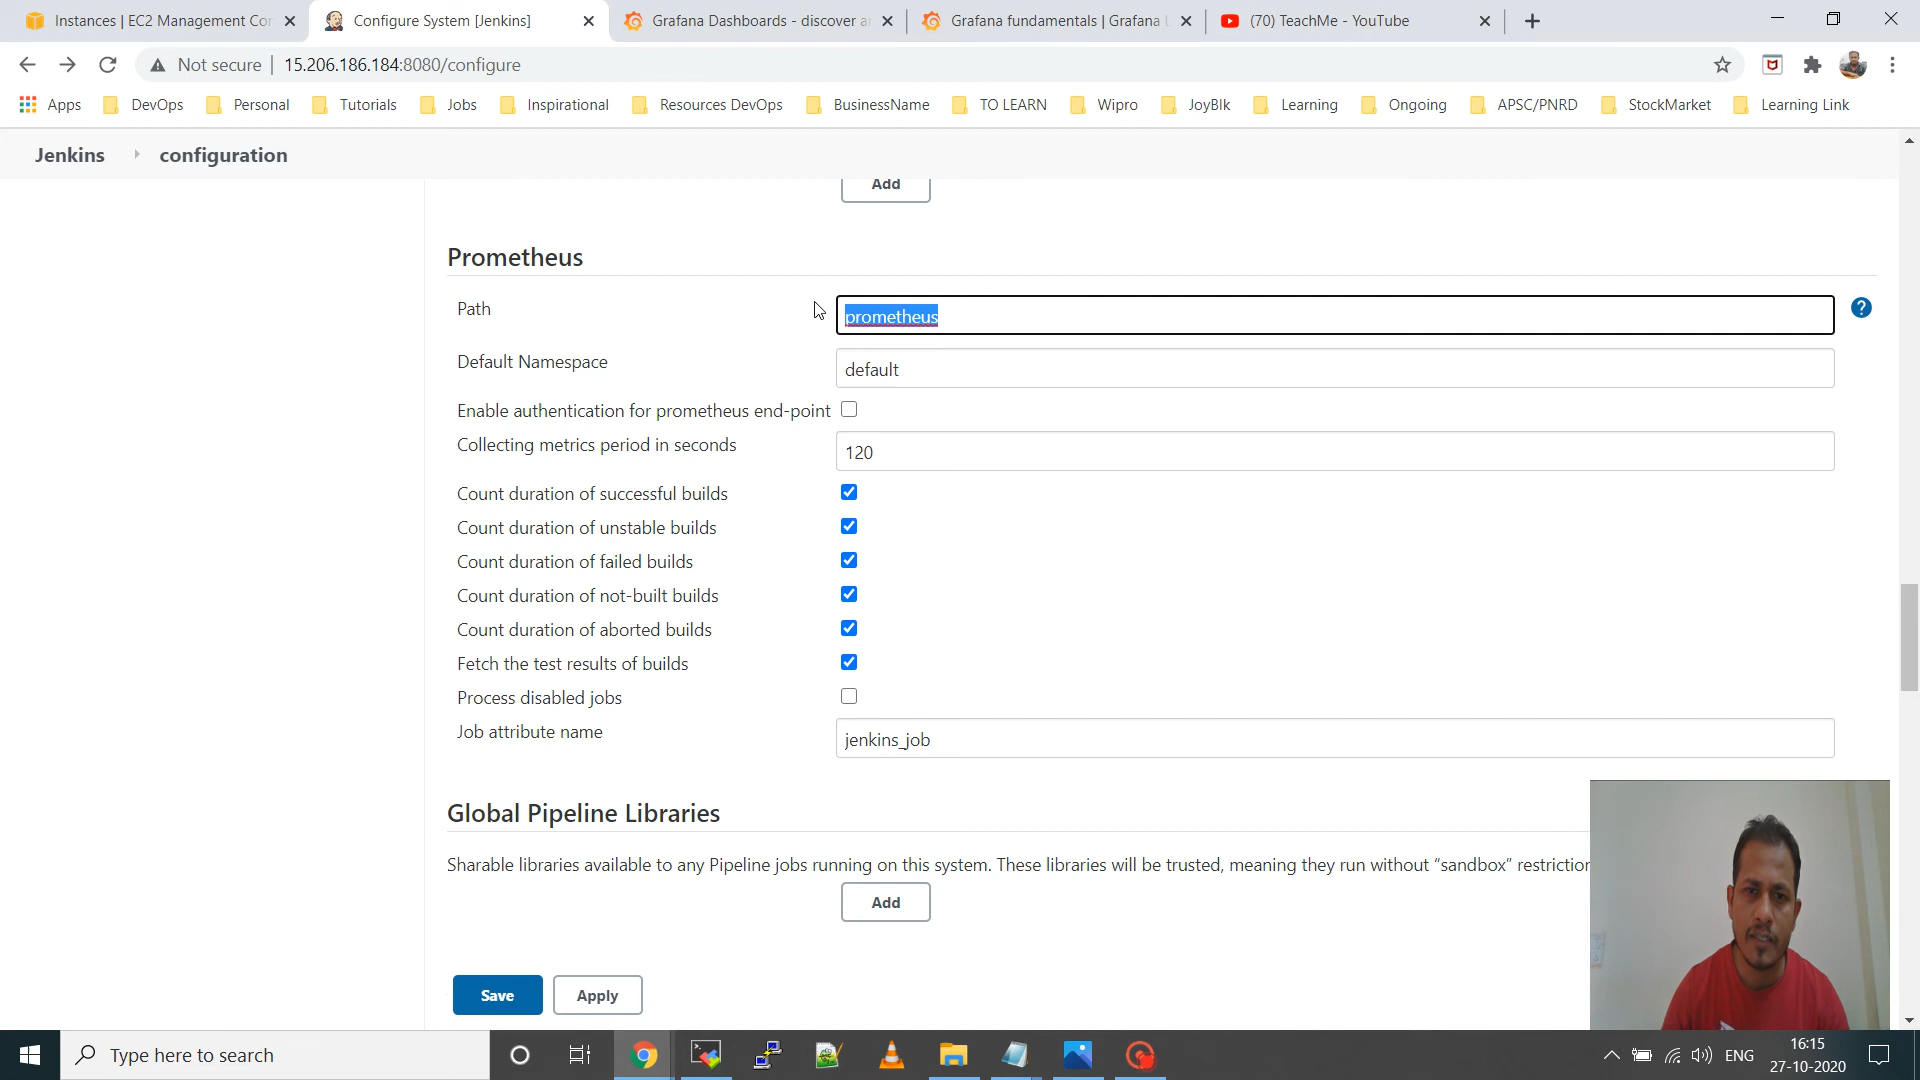 Instances | EC2 Management Con
Configure System [Jenkins]
Grafana Dashboards - discover a
Grafana fundamentals | Grafana L
(70) TeachMe - YouTube
Not secure
15.206.186.184:8080/configure
Apps
DevOps
Personal
Tutorials
Jobs
Inspirational
Resources DevOps
BusinessName
TO LEARN
Wipro
JoyBlk
Learning
Ongoing
APSC/PNRD
StockMarket
Learning Link
Jenkins
configuration
Add
Prometheus
Path
prometheus
?
Default Namespace
default
Enable authentication for prometheus end-point
Collecting metrics period in seconds
120
Count duration of successful builds
Count duration of unstable builds
Count duration of failed builds
Count duration of not-built builds
Count duration of aborted builds
Fetch the test results of builds
Process disabled jobs
Job attribute name
jenkins_job
Global Pipeline Libraries
Sharable libraries available to any Pipeline jobs running on this system. These libraries will be trusted, meaning they run without “sandbox” restriction
Add
Save
Apply
Type here to search
ENG
16:15
27-10-2020